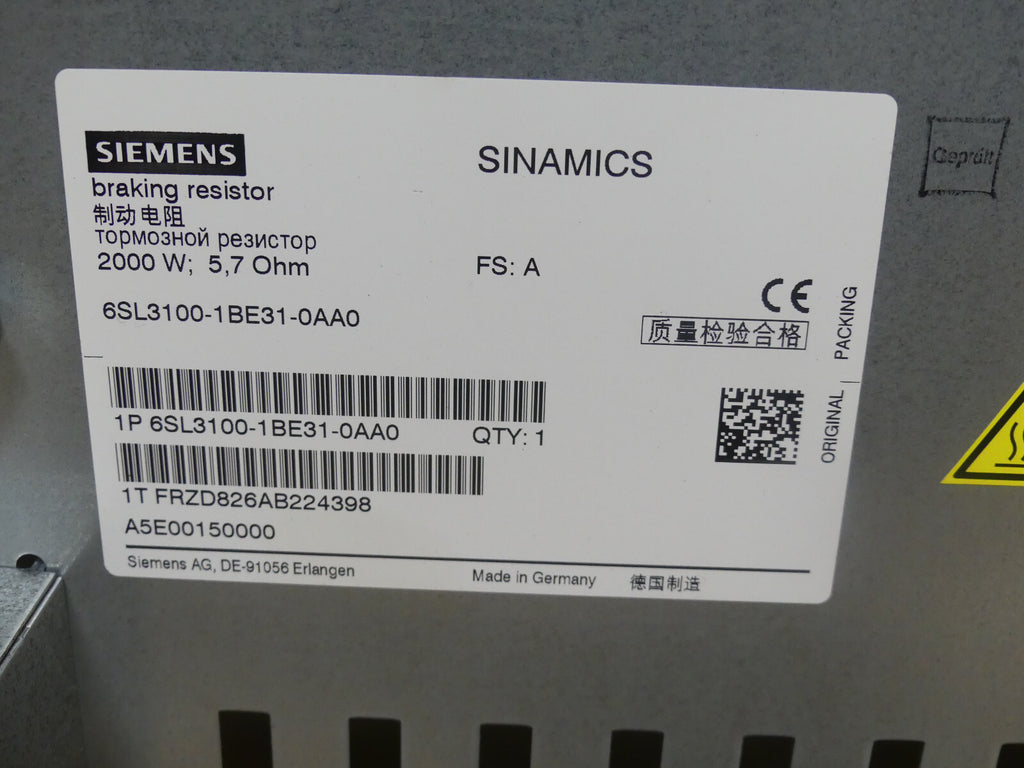 SIEMENS
SINAMICS
braking resistor
制动电阻
тормозной резистор
2000 W; 5,7 Ohm
FS: A
6SL3100-1BE31-0AA0
CE
质量检验合格
ORIGINAL PACKING
1P 6SL3100-1BE31-0AA0
QTY: 1
1T FRZD826AB224398
A5E00150000
Siemens AG, DE-91056 Erlangen
Made in Germany
德国制造
Geprüft